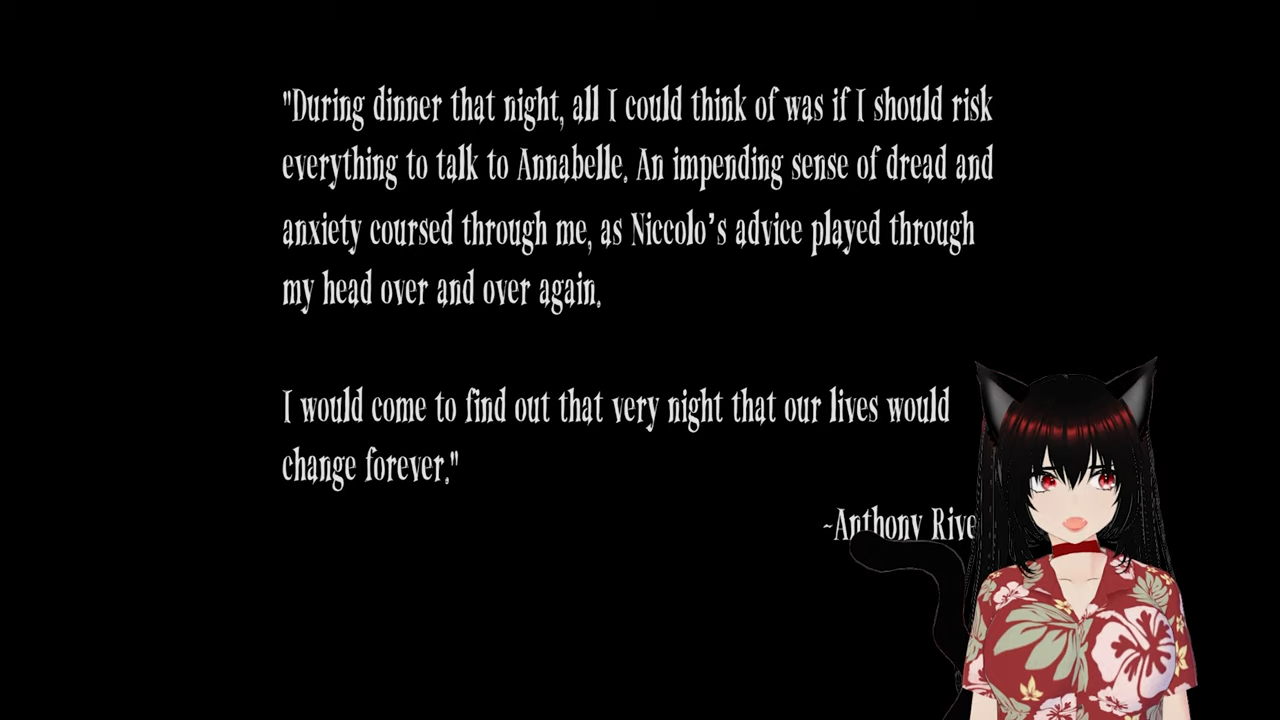 "During dinner that night, all I could think of was if I should risk
everything to talk to Annabelle. An impending sense of dread and
anxiety coursed through me, as Niccolo's advice played through
my head over and over again.
I would come to find out that very night that our lives would
change forever."
~Anthony